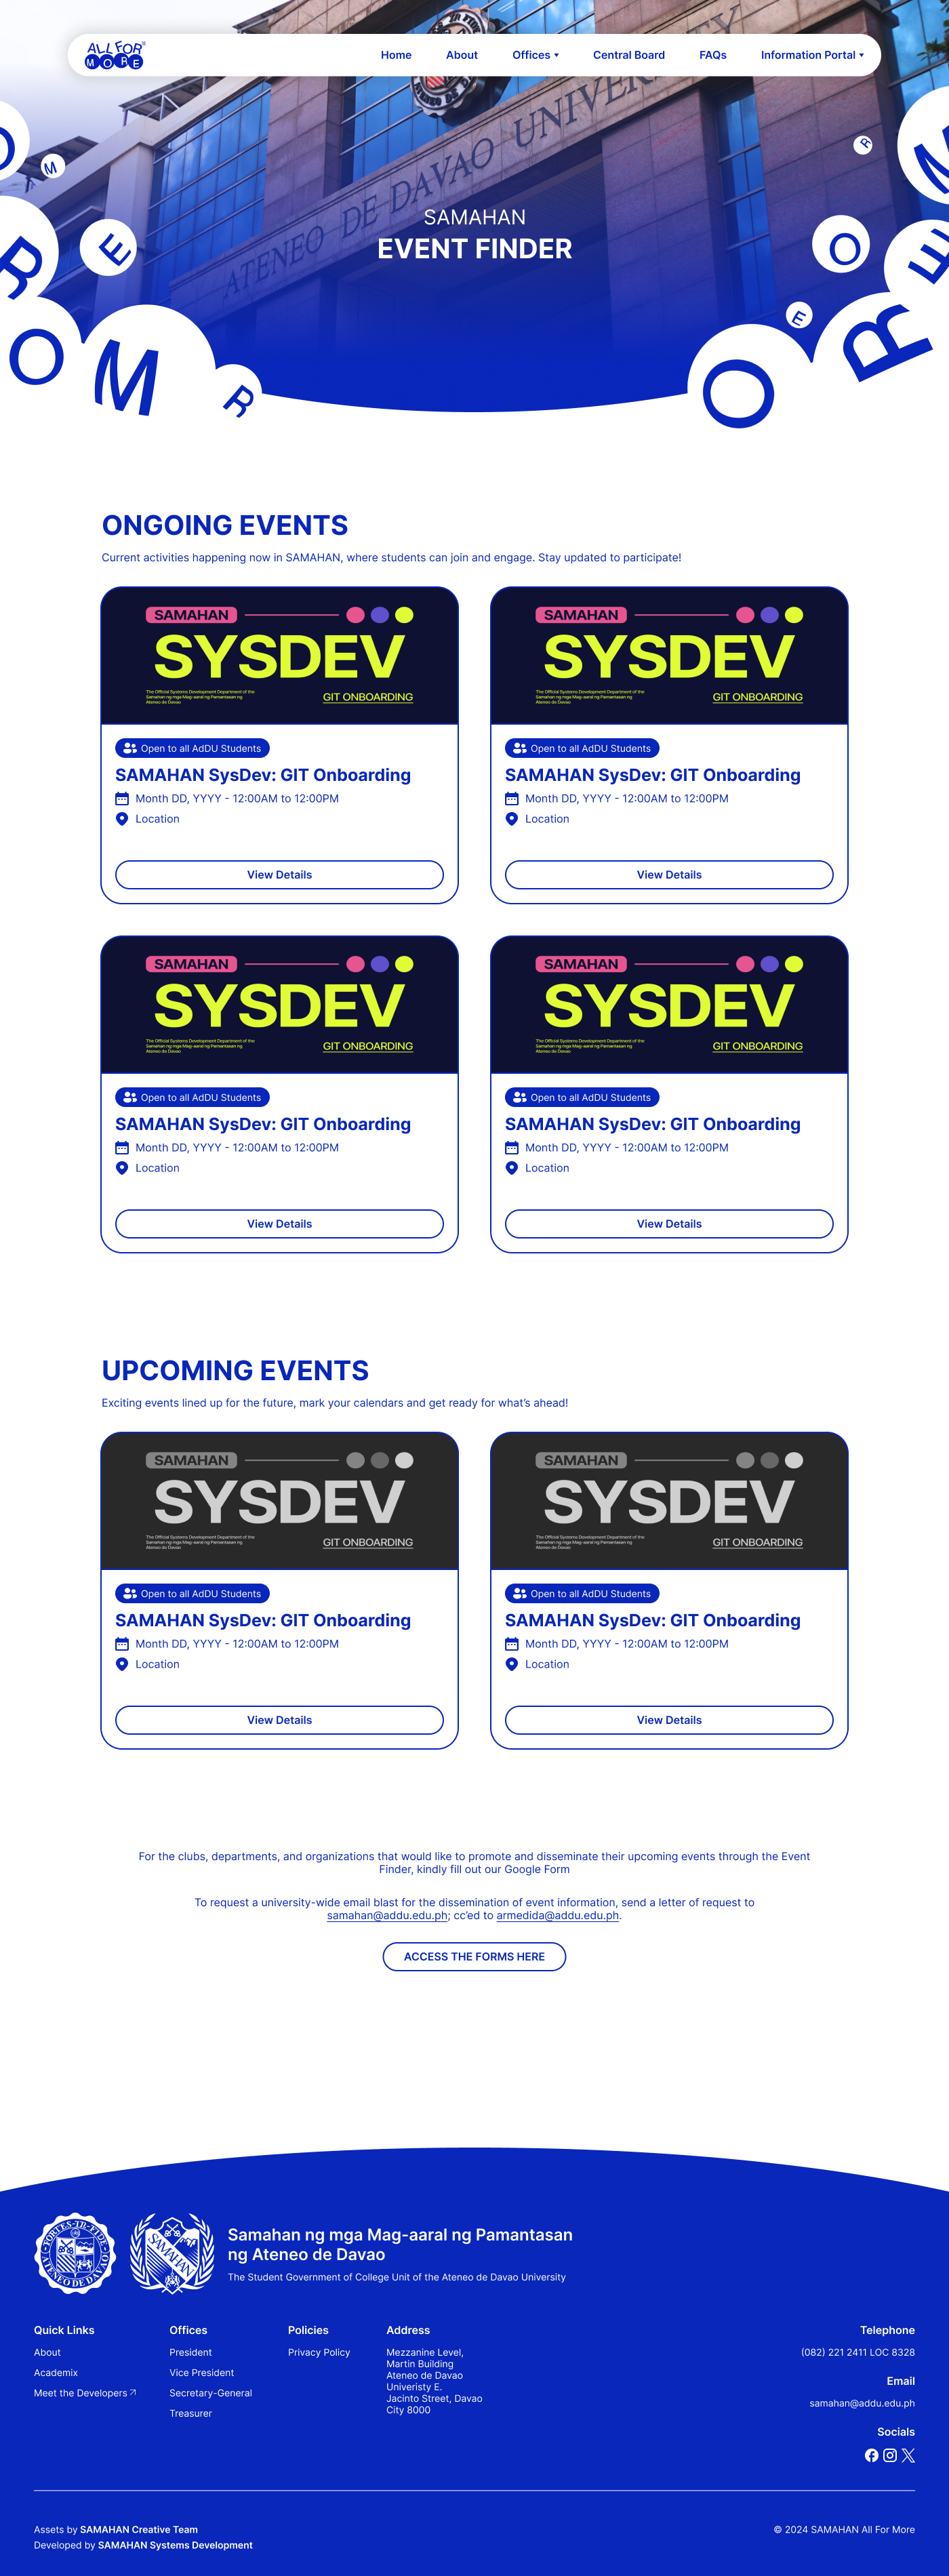 ALL FOR
MORE
Home About Offices Central Board FAQs Information Portal
ATENEO DE DAVAO UNIVERSITY
O
M
R
E
O
M
R
R
M
O
E
E
R
O
SAMAHAN
EVENT FINDER
ONGOING EVENTS
Current activities happening now in SAMAHAN, where students can join and engage. Stay updated to participate!
SAMAHAN
SYSDEV
The Official Systems Development Department of the
Samahan ng mga Mag-aaral ng Pamantasan ng
Ateneo de Davao
GIT ONBOARDING
Open to all AdDU Students
SAMAHAN SysDev: GIT Onboarding
Month DD, YYYY - 12:00AM to 12:00PM
Location
View Details
SAMAHAN
SYSDEV
The Official Systems Development Department of the
Samahan ng mga Mag-aaral ng Pamantasan ng
Ateneo de Davao
GIT ONBOARDING
Open to all AdDU Students
SAMAHAN SysDev: GIT Onboarding
Month DD, YYYY - 12:00AM to 12:00PM
Location
View Details
SAMAHAN
SYSDEV
The Official Systems Development Department of the
Samahan ng mga Mag-aaral ng Pamantasan ng
Ateneo de Davao
GIT ONBOARDING
Open to all AdDU Students
SAMAHAN SysDev: GIT Onboarding
Month DD, YYYY - 12:00AM to 12:00PM
Location
View Details
SAMAHAN
SYSDEV
The Official Systems Development Department of the
Samahan ng mga Mag-aaral ng Pamantasan ng
Ateneo de Davao
GIT ONBOARDING
Open to all AdDU Students
SAMAHAN SysDev: GIT Onboarding
Month DD, YYYY - 12:00AM to 12:00PM
Location
View Details
UPCOMING EVENTS
Exciting events lined up for the future, mark your calendars and get ready for what's ahead!
SAMAHAN
SYSDEV
The Official Systems Development Department of the
Samahan ng mga Mag-aaral ng Pamantasan ng
Ateneo de Davao
GIT ONBOARDING
Open to all AdDU Students
SAMAHAN SysDev: GIT Onboarding
Month DD, YYYY - 12:00AM to 12:00PM
Location
View Details
SAMAHAN
SYSDEV
The Official Systems Development Department of the
Samahan ng mga Mag-aaral ng Pamantasan ng
Ateneo de Davao
GIT ONBOARDING
Open to all AdDU Students
SAMAHAN SysDev: GIT Onboarding
Month DD, YYYY - 12:00AM to 12:00PM
Location
View Details
For the clubs, departments, and organizations that would like to promote and disseminate their upcoming events through the Event
Finder, kindly fill out our Google Form
To request a university-wide email blast for the dissemination of event information, send a letter of request to
samahan@addu.edu.ph; cc'ed to armedida@addu.edu.ph.
ACCESS THE FORMS HERE
FORTES IN FIDE
ATENEO DE DAVAO
SAMAHAN
Samahan ng mga Mag-aaral ng Pamantasan
ng Ateneo de Davao
The Student Government of College Unit of the Ateneo de Davao University
Quick Links
About
Academix
Meet the Developers
Offices
President
Vice President
Secretary-General
Treasurer
Policies
Privacy Policy
Address
Mezzanine Level,
Martin Building
Ateneo de Davao
Univeristy E.
Jacinto Street, Davao
City 8000
Telephone
(082) 221 2411 LOC 8328
Email
samahan@addu.edu.ph
Socials
Assets by SAMAHAN Creative Team
Developed by SAMAHAN Systems Development
© 2024 SAMAHAN All For More